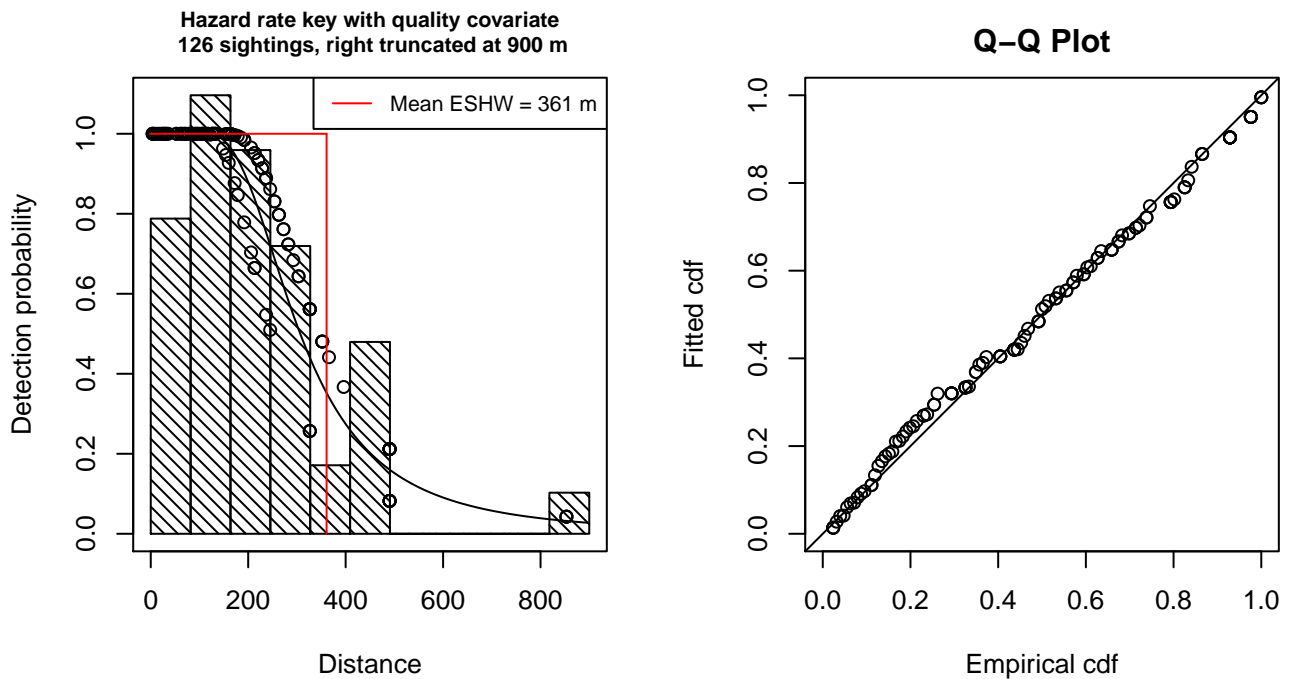 Hazard rate key with quality covariate
126 sightings, right truncated at 900 m
Mean ESHW = 361 m
Detection probability
1.0
0.8
0.6
0.4
0.2
0.0
0 200 400 600 800
Distance
Q−Q Plot
Fitted cdf
1.0
0.8
0.6
0.4
0.2
0.0
0.0 0.2 0.4 0.6 0.8 1.0
Empirical cdf